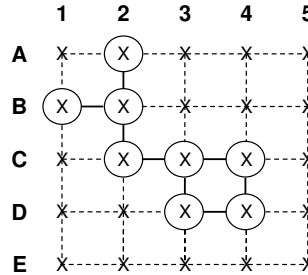 1 2 3 4 5
A X X X X X
B X X X X X
C X X X X X
D X X X X X
E X X X X X